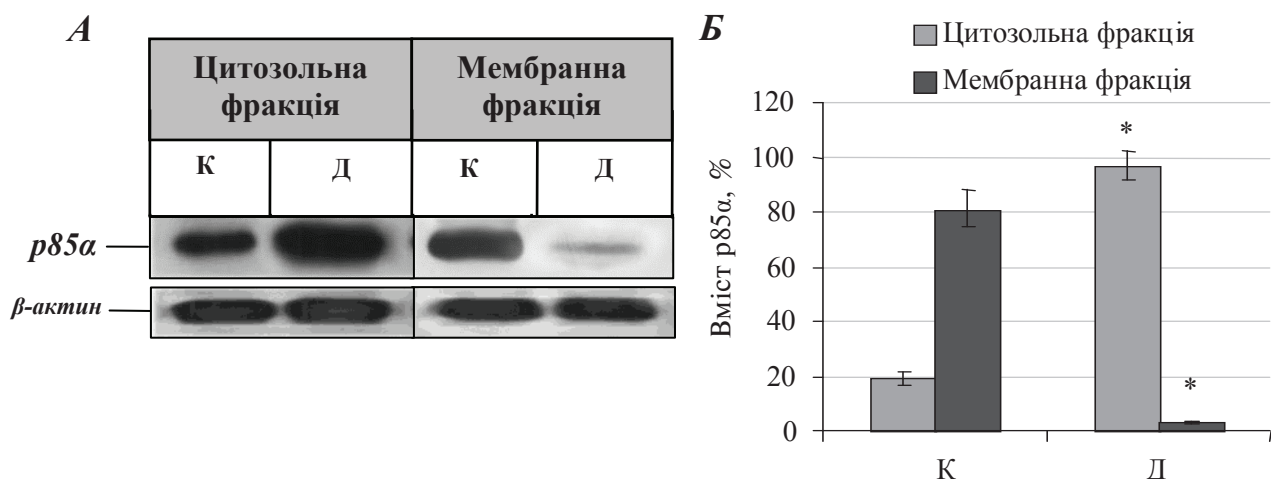 А
Цитозольна
фракція
Мембранна
фракція
К
Д
К
Д
p85α
β-актин
Б
Цитозольна фракція
Мембранна фракція
Вміст p85α, %
120
100
80
60
40
20
0
*
*
К
Д